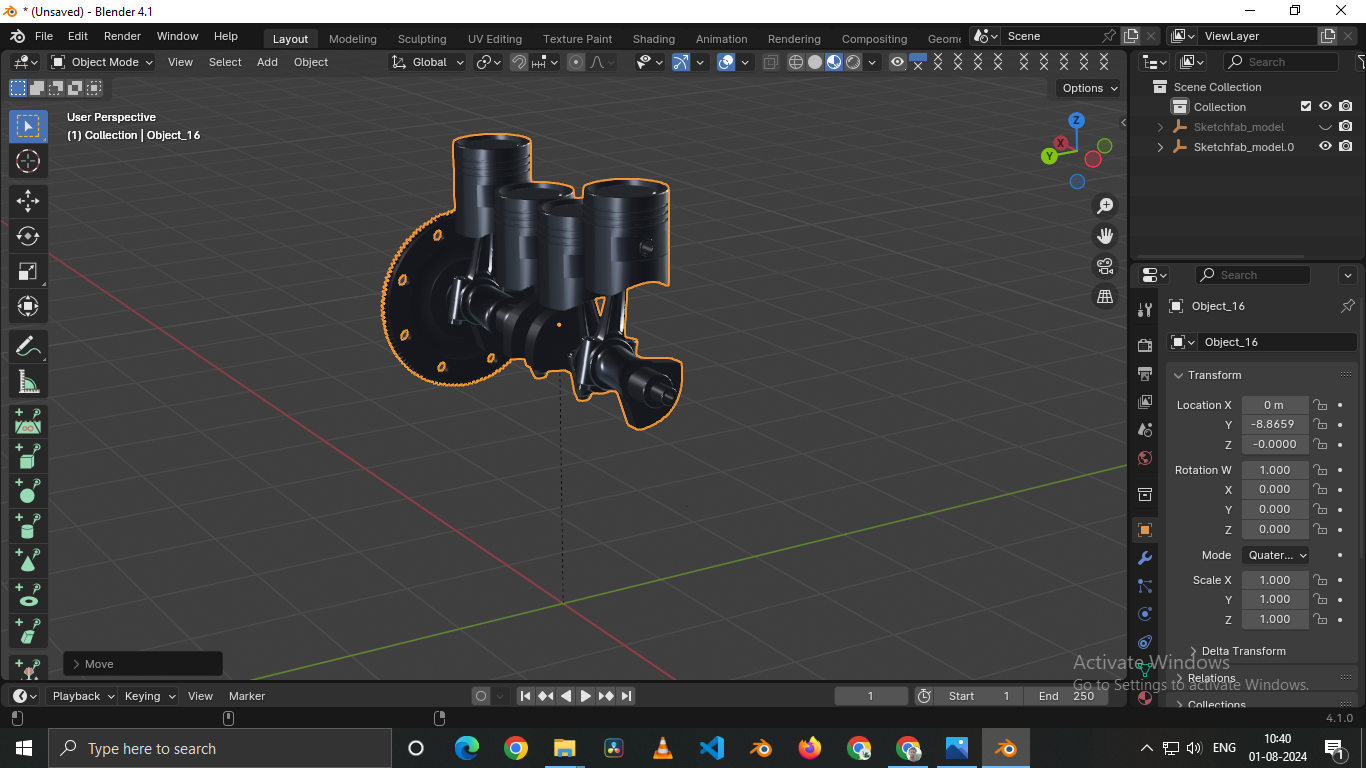 * (Unsaved) - Blender 4.1
File Edit Render Window Help Layout Modeling Sculpting UV Editing Texture Paint Shading Animation Rendering Compositing Geome Scene ViewLayer
Object Mode View Select Add Object Global Search
Options
User Perspective
(1) Collection | Object_16
Z
X
Y
Scene Collection
Collection
Sketchfab_model
Sketchfab_model.0
Search
Object_16
Object_16
Transform
Location X 0 m
Y -8.8659
Z -0.0000
Rotation W 1.000
X 0.000
Y 0.000
Z 0.000
Mode Quater...
Scale X 1.000
Y 1.000
Z 1.000
Delta Transform
Relations
Collections
Move
Activate Windows
Go to Settings to activate Windows.
Playback Keying View Marker 1 Start 1 End 250
4.1.0
Type here to search
ENG
10:40
01-08-2024
1